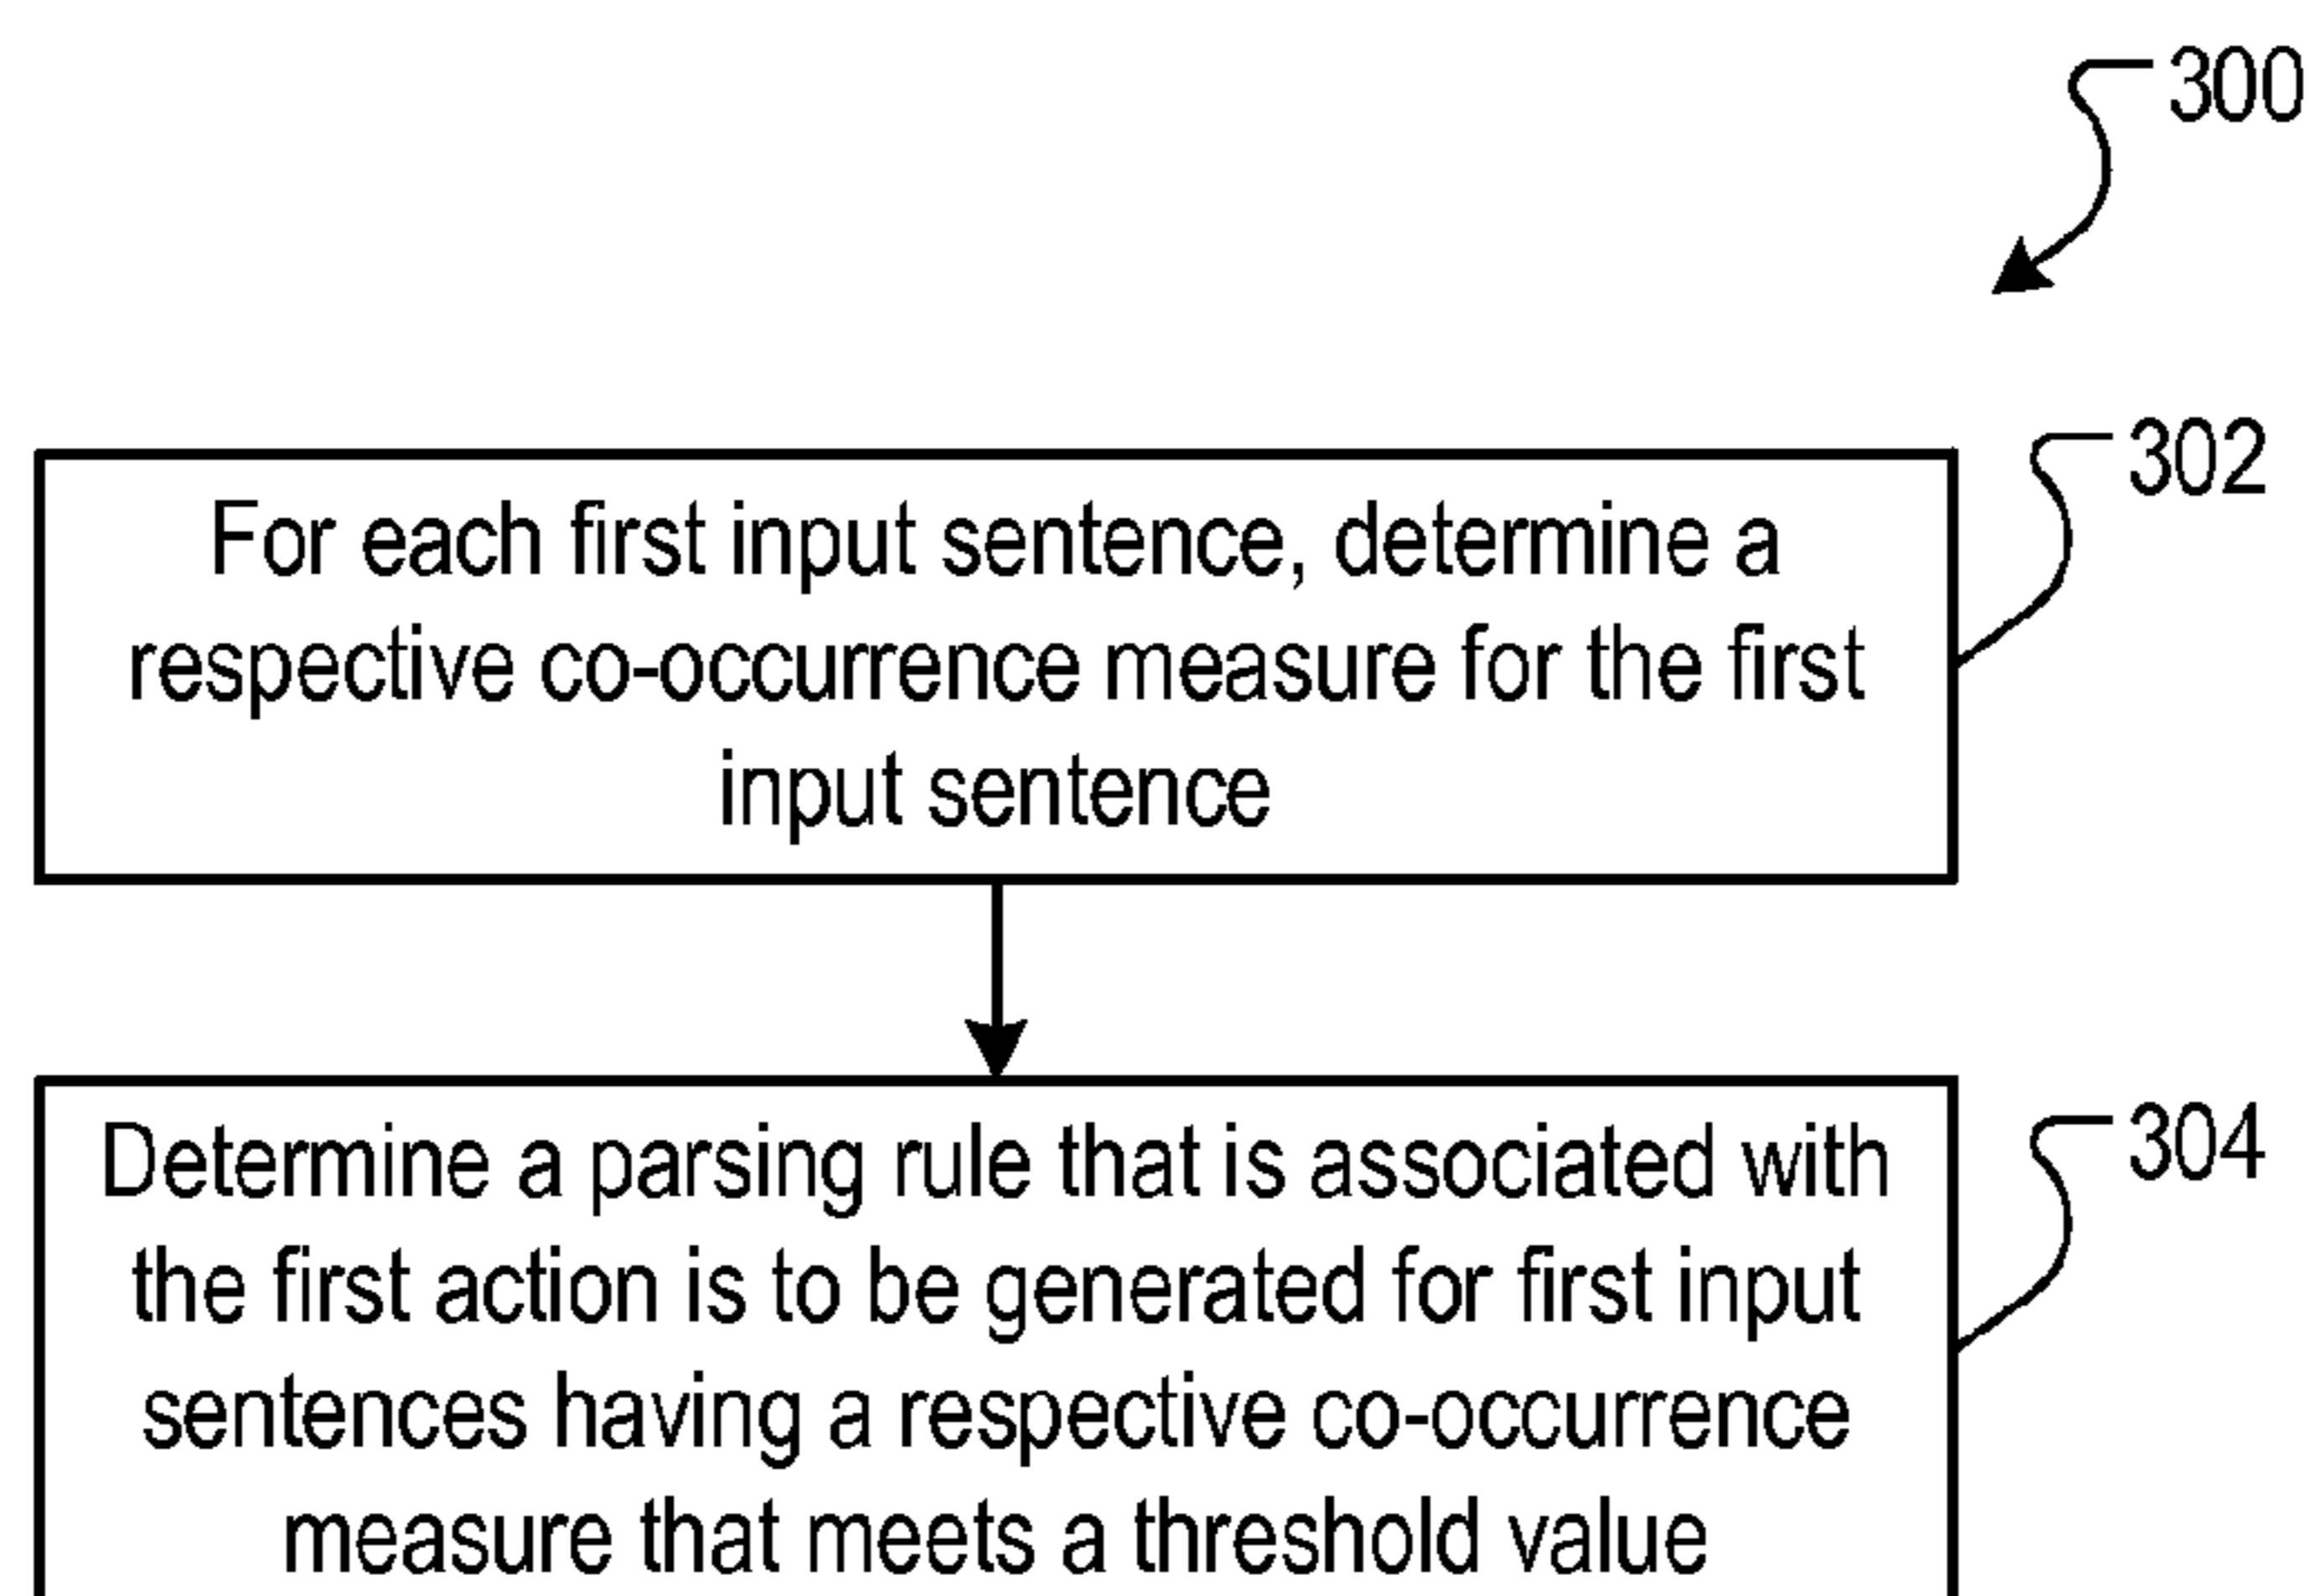 300
302
For each first input sentence, determine a
respective co-occurrence measure for the first
input sentence
304
Determine a parsing rule that is associated with
the first action is to be generated for first input
sentences having a respective co-occurrence
measure that meets a threshold value